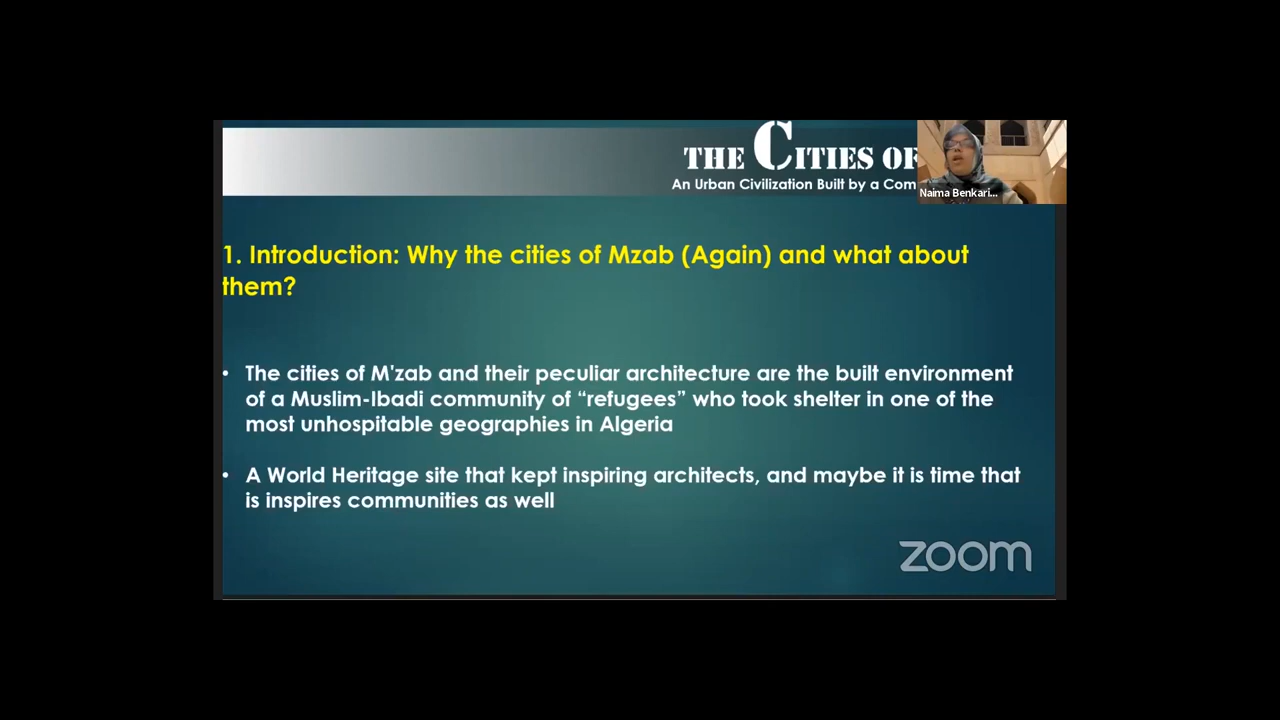 THE CITIES OF
An Urban Civilization Built by a Com
Naima Benkari...
1. Introduction: Why the cities of Mzab (Again) and what about
them?
• The cities of M'zab and their peculiar architecture are the built environment
of a Muslim-Ibadi community of “refugees” who took shelter in one of the
most unhospitable geographies in Algeria
• A World Heritage site that kept inspiring architects, and maybe it is time that
is inspires communities as well
zoom